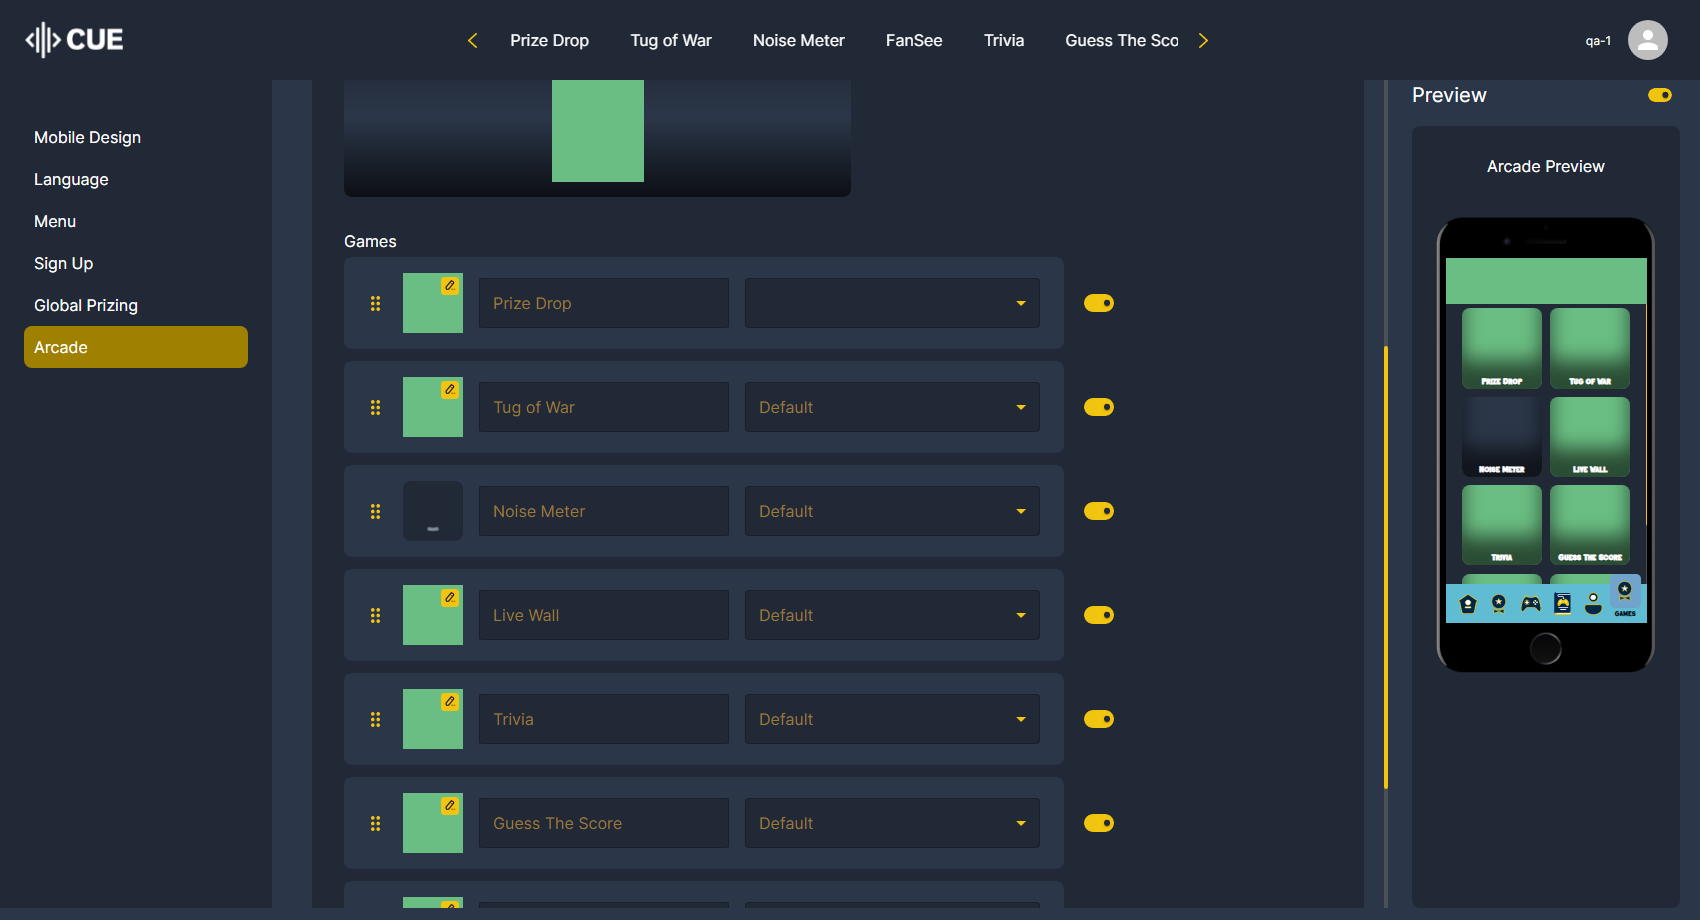 CUE
Prize Drop
Tug of War
Noise Meter
FanSee
Trivia
Guess The Sco
qa-1
Mobile Design
Language
Menu
Sign Up
Global Prizing
Arcade
Games
Prize Drop
Tug of War
Default
Noise Meter
Default
Live Wall
Default
Trivia
Default
Guess The Score
Default
Preview
Arcade Preview
Prize Drop
Tug of War
Noise Meter
Live Wall
Trivia
Guess The Score
Games